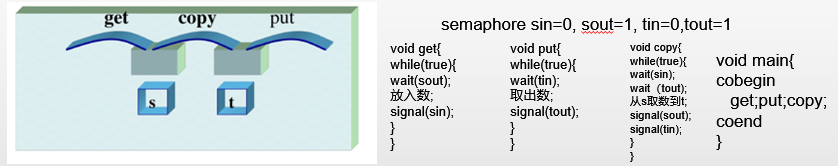 get copy put
s t
semaphore sin=0, sout=1, tin=0,tout=1
void get{
while(true){
wait(sout);
放入数;
signal(sin);
}
}
void put{
while(true){
wait(tin);
取出数;
signal(tout);
}
}
void copy{
while(true){
wait(sin);
wait（tout);
从s取数到t;
signal(sout);
signal(tin);
}
}
void main{
cobegin
get;put;copy;
coend
}